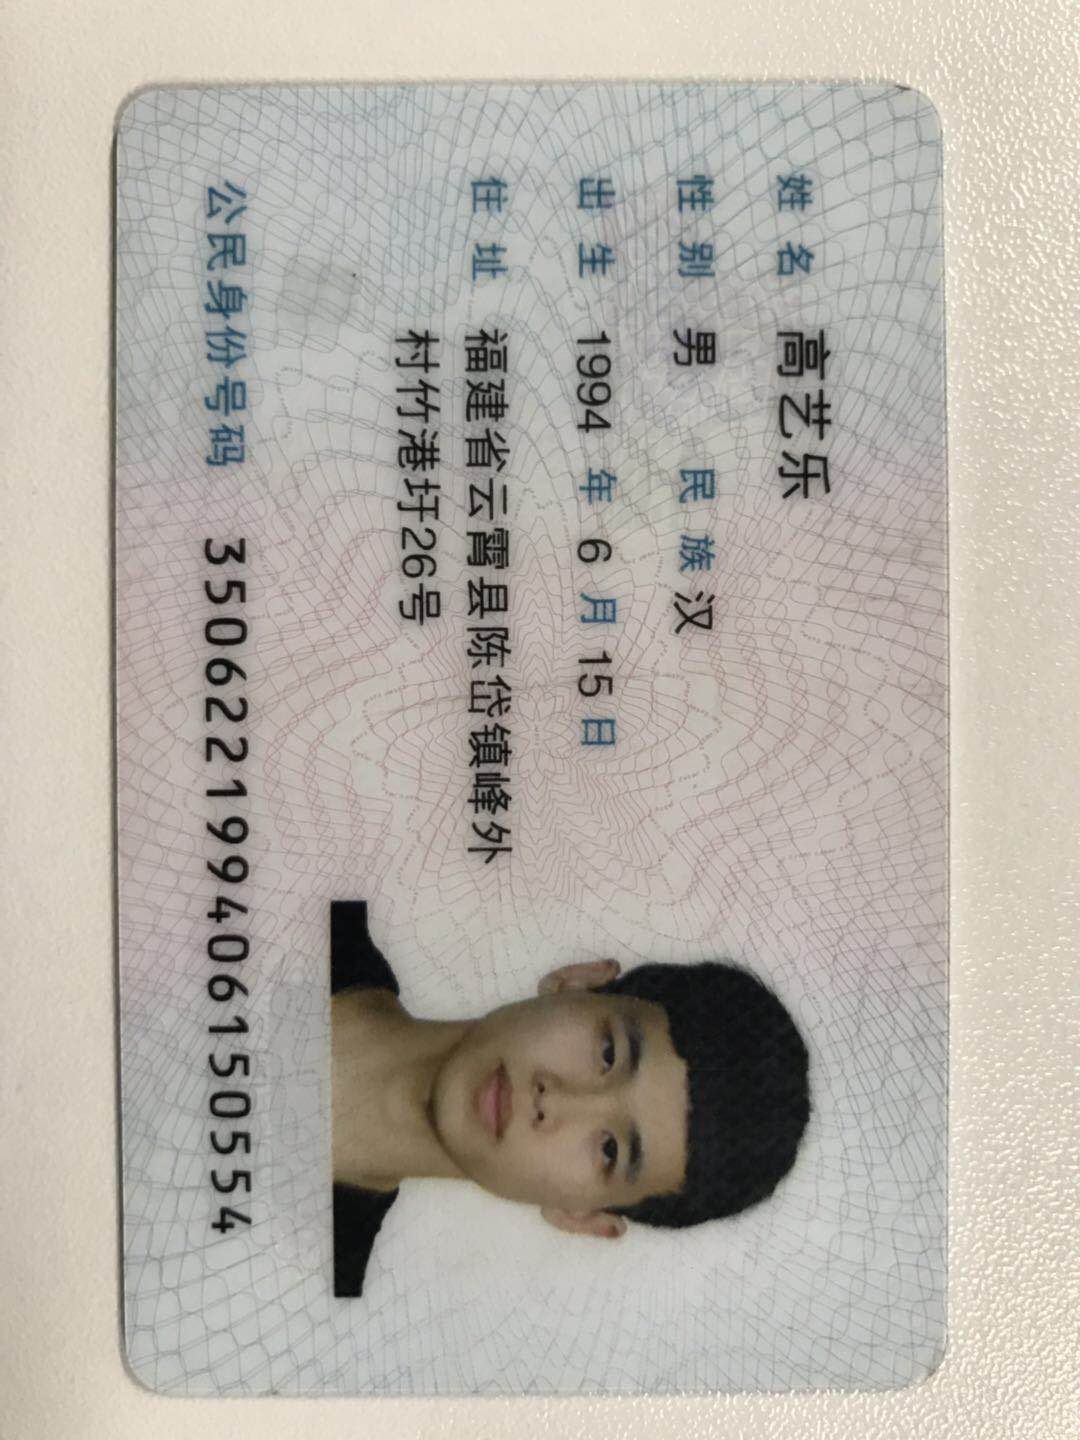 姓名 高艺乐
性别 男 民族 汉
出生 1994 年 6 月 15 日
住址 福建省云霄县陈岱镇峰外
村竹港圩26号
公民身份号码 350622199406150554